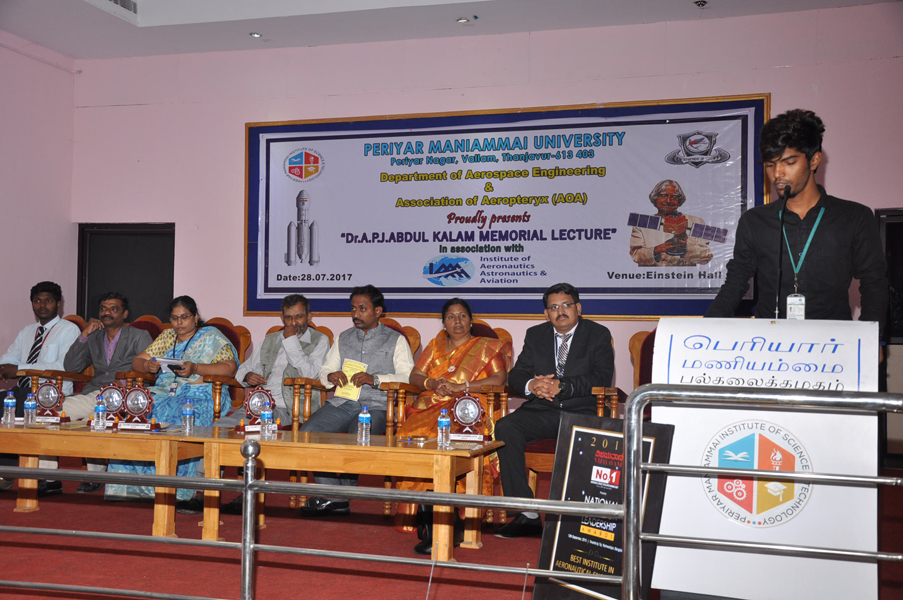 PERIYAR MANIAMMAI UNIVERSITY
Periyar Nagar, Vallam, Thanjavur-613 403
Department of Aerospace Engineering
&
Association of Aeropteryx (AOA)
Proudly presents
"Dr.A.P.J.ABDUL KALAM MEMORIAL LECTURE"
in association with
Institute of
Aeronautics
Astronautics &
Aviation
Date:28.07.2017
Venue:Einstein Hall
பெரியார்
மணியம்மை
பல்கலைக்கழகம்
PERIYAR MANIAMMAI INSTITUTE OF SCIENCE
TECHNOLOGY
No1
NATIONAL
LEADERSHIP
BEST INSTITUTE IN